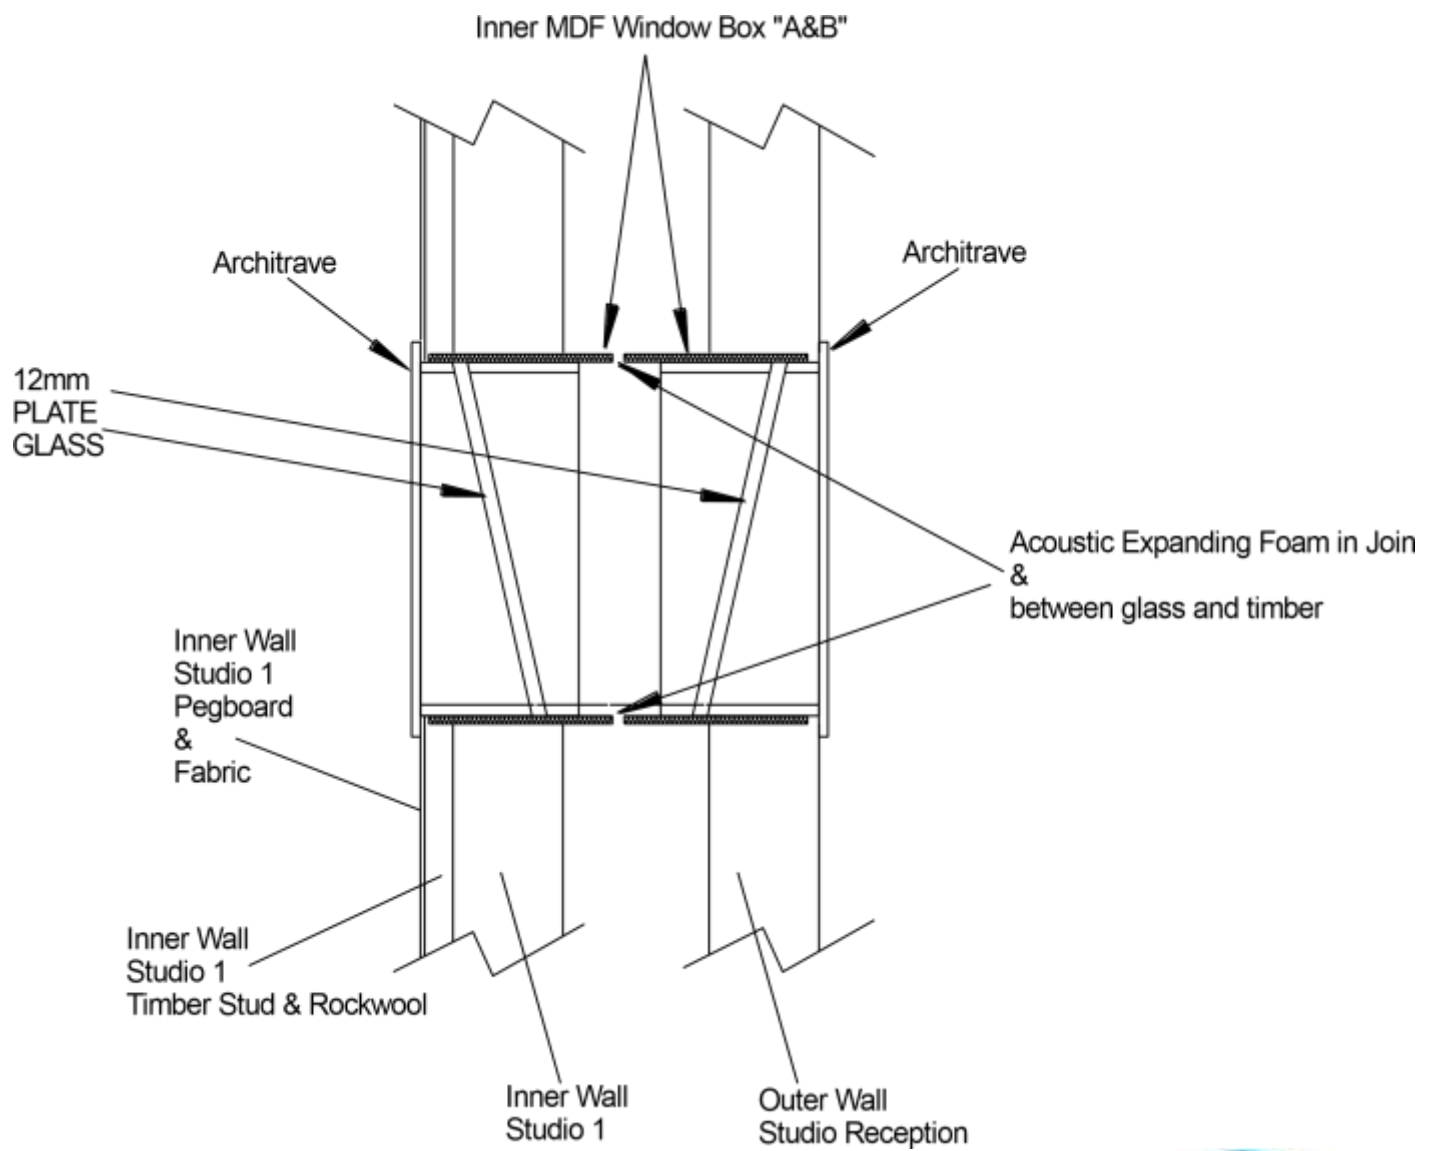 Inner MDF Window Box "A&B"
Architrave
Architrave
12mm
PLATE
GLASS
Acoustic Expanding Foam in Join
&
between glass and timber
Inner Wall
Studio 1
Pegboard
&
Fabric
Inner Wall
Studio 1
Timber Stud & Rockwool
Inner Wall
Studio 1
Outer Wall
Studio Reception